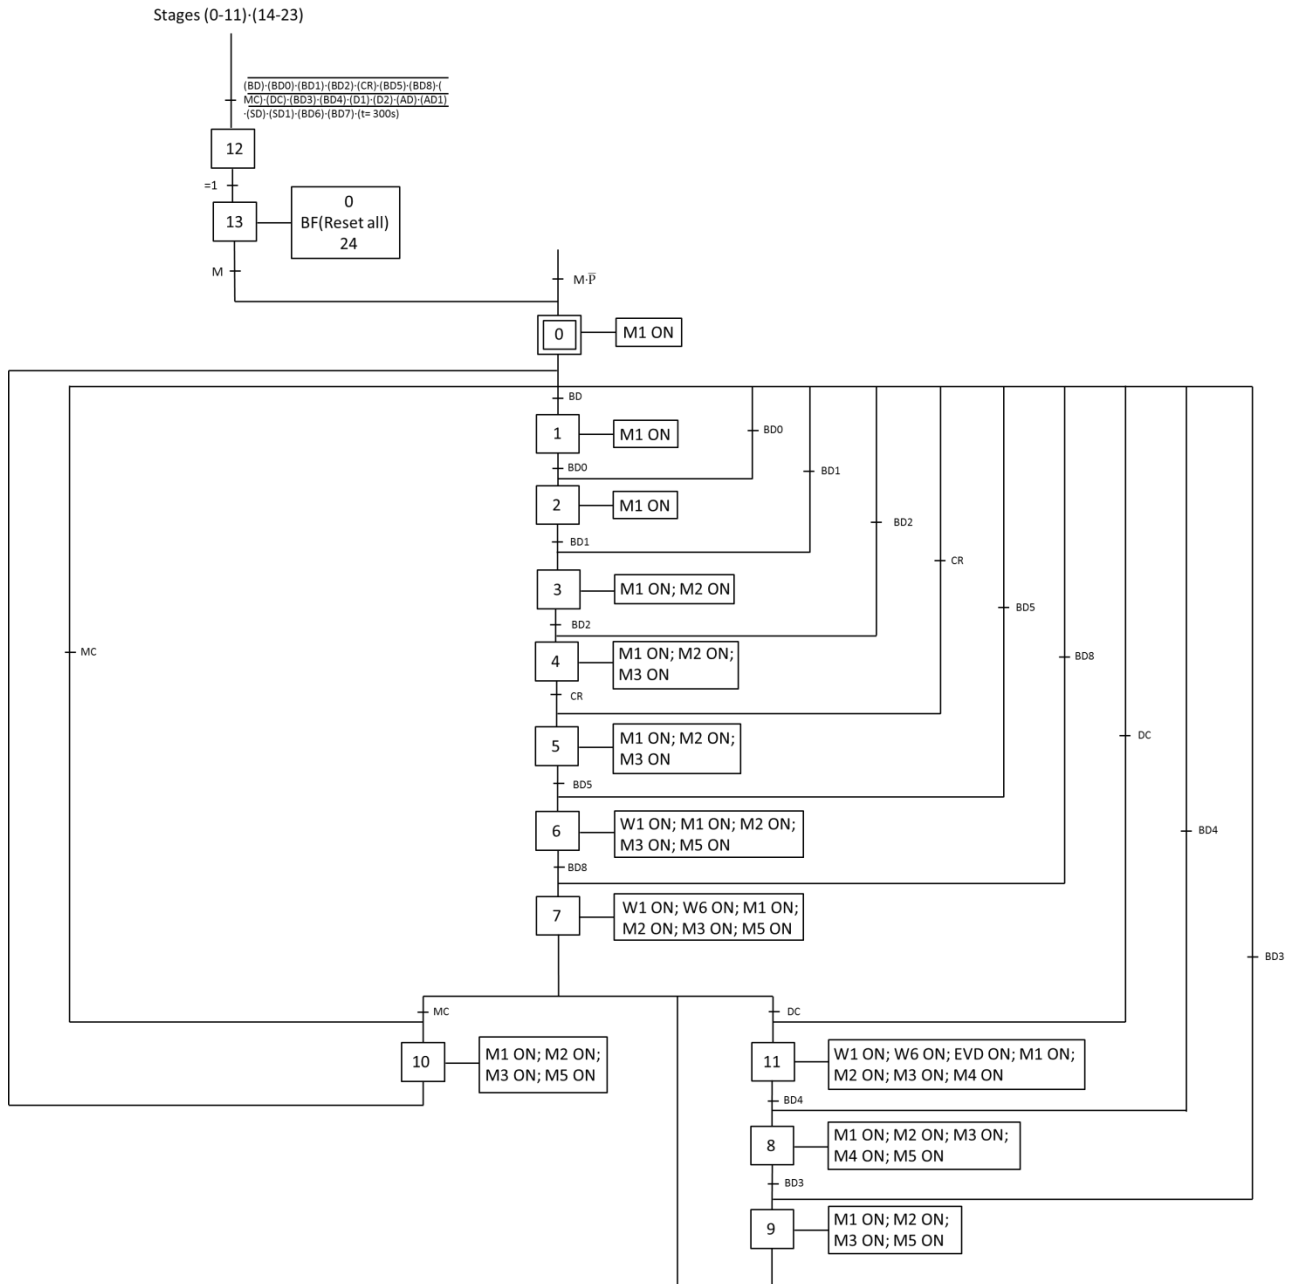 Stages (0-11)·(14-23)
(BD)·(BD0)·(BD1)·(BD2)·(CR)·(BD5)·(BD8)·(
MC)·(DC)·(BD3)·(BD4)·(D1)·(D2)·(AD)·(AD1)
·(SD)·(SD1)·(BD6)·(BD7)·(t= 300s)
12
=1
13
0
BF(Reset all)
24
M
M·P̅
0
M1 ON
BD
1
M1 ON
BD0
BD0
BD1
2
M1 ON
BD2
BD1
CR
3
M1 ON; M2 ON
BD5
BD2
MC
4
M1 ON; M2 ON;
M3 ON
BD8
CR
DC
5
M1 ON; M2 ON;
M3 ON
BD5
6
W1 ON; M1 ON; M2 ON;
M3 ON; M5 ON
BD4
BD8
7
W1 ON; W6 ON; M1 ON;
M2 ON; M3 ON; M5 ON
BD3
MC
DC
10
M1 ON; M2 ON;
M3 ON; M5 ON
11
W1 ON; W6 ON; EVD ON; M1 ON;
M2 ON; M3 ON; M4 ON
BD4
8
M1 ON; M2 ON; M3 ON;
M4 ON; M5 ON
BD3
9
M1 ON; M2 ON;
M3 ON; M5 ON